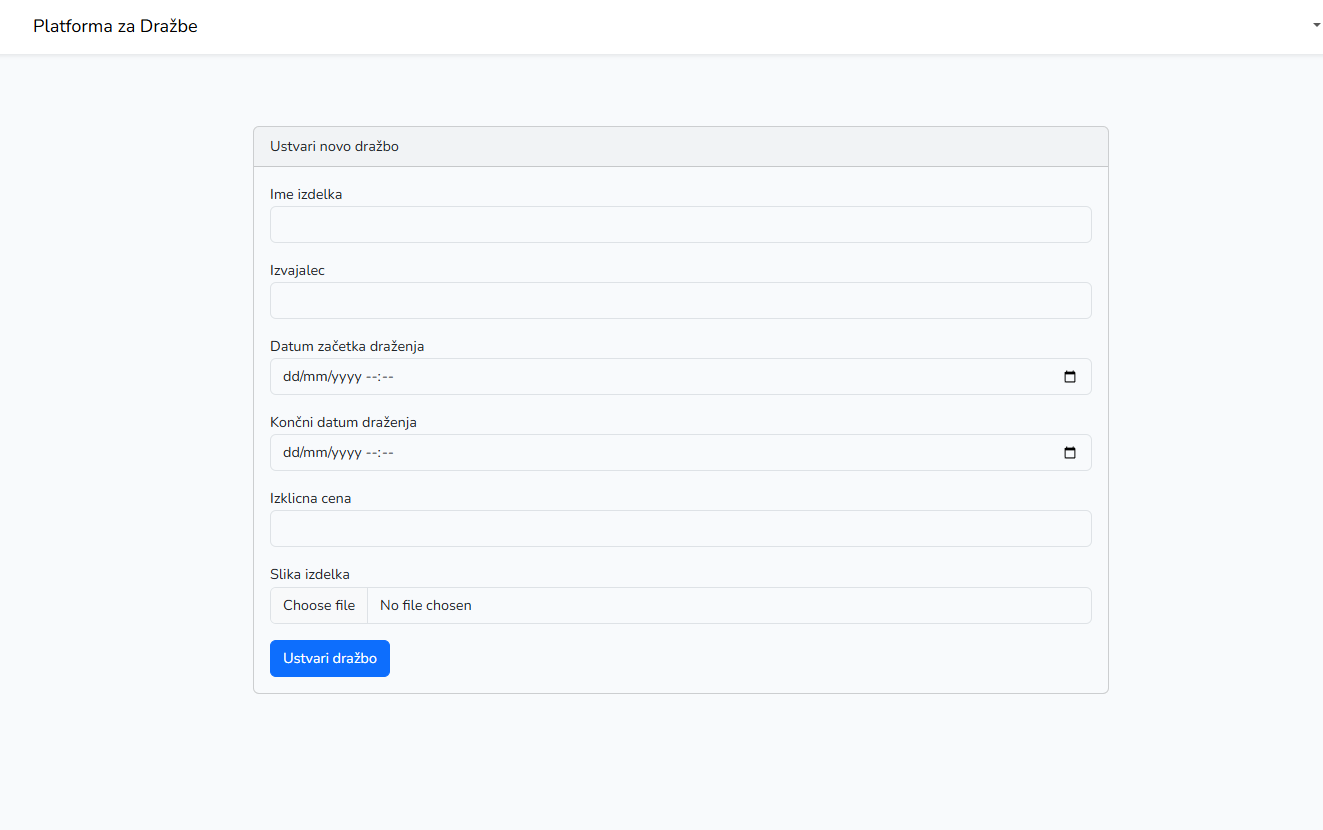 Platforma za Dražbe
Ustvari novo dražbo
Ime izdelka
Izvajalec
Datum začetka draženja
dd/mm/yyyy --:--
Končni datum draženja
dd/mm/yyyy --:--
Izklicna cena
Slika izdelka
Choose file No file chosen
Ustvari dražbo